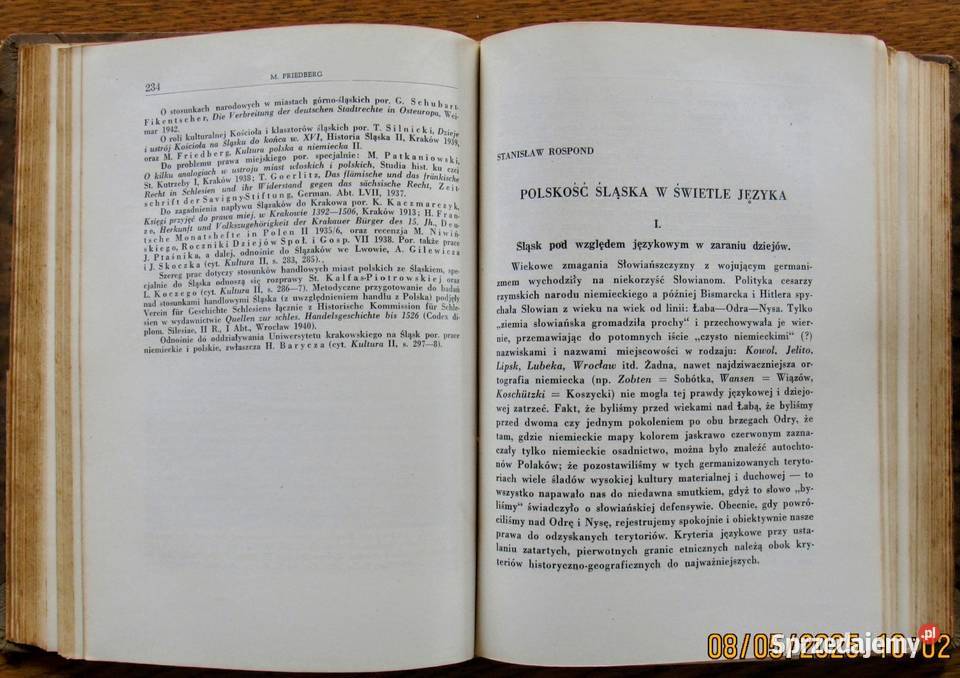 234
M. FRIEDBERG
O stosunkach narodowych w miastach górno-śląskich por. G. Schubart-
Fikentscher, Die Verbreitung der deutschen Stadtrechte in Osteuropa, Wei-
mar 1942.
O roli kulturalnej Kościoła i klasztorów śląskich por. T. Silnicki, Dzieje
i ustrój Kościoła na Śląsku do końca w. XVI, Historia Śląska II, Kraków 1939,
oraz M. Friedberg, Kultura polska a niemiecka II.
Do problemu prawa miejskiego por. specjalnie: M. Patkaniowski,
O kilku analogiach w ustroju miast włoskich i polskich, Studia hist. ku czci
St. Kutrzeby I, Kraków 1938; T. Goerlitz, Das flämische und das fränkische
Recht in Schlesien und ihr Widerstand gegen das sächsische Recht, Zeit-
schrift der Savigny-Stiftung, German. Abt. LVII, 1937.
Do zagadnienia napływu Ślązaków do Krakowa por. K. Kaczmarczyk,
Księgi przyjęć do prawa miej. w Krakowie 1392—1506, Kraków 1913; H. Fran-
zo, Herkunft und Volkszugehörigkeit der Krakauer Bürger des 15. Jh., Deu-
tsche Monatshefte in Polen II 1935/6, oraz recenzja M. Niwiń-
skiego, Roczniki Dziejów Społ. i Gosp. VII 1938. Por. także prace
J. Ptaśnika, a dalej, odnośnie do Ślązaków we Lwowie, A. Gilewicza
i J. Skoczka (cyt. Kultura II, s. 283, 285).
Szereg prac dotyczy stosunków handlowych miast polskich ze Śląskiem, spe-
cjalnie do Śląska odnoszą się rozprawy St. Kalfas-Piotrowskiej oraz
L. Koczego (cyt. Kultura II, s. 286—7). Metodyczne przygotowanie do badań
nad stosunkami handlowymi Śląska (z uwzględnieniem handlu z Polską) podjęły
Verein für Geschichte Schlesiens łącznie z Historische Kommission für Schle-
sien w wydawnictwie Quellen zur schles. Handelsgeschichte bis 1526 (Codex di-
plom. Silesiae, II R., I Abt., Wrocław 1940).
Odnośnie do oddziaływania Uniwersytetu krakowskiego na Śląsk por. prace
niemieckie i polskie, zwłaszcza H. Barycza (cyt. Kultura II, s. 297—8).
STANISŁAW ROSPOND
POLSKOŚĆ ŚLĄSKA W ŚWIETLE JĘZYKA
I.
Śląsk pod względem językowym w zaraniu dziejów.
Wiekowe zmagania Słowiańszczyzny z wojującym germani-
zmem wychodziły na niekorzyść Słowianom. Polityka cesarzy
rzymskich narodu niemieckiego a później Bismarcka i Hitlera spy-
chała Słowian z wieku na wiek od linii: Łaba—Odra—Nysa. Tylko
„ziemia słowiańska gromadziła prochy" i przechowywała je wier-
nie, przemawiając do potomnych iście „czysto niemieckimi" (?)
nazwiskami i nazwami miejscowości w rodzaju: Kowol, Jelito,
Lipsk, Lubeka, Wrocław itd. Żadna, nawet najdziwaczniejsza or-
tografia niemiecka (np. Zobten = Sobótka, Wansen = Wiązów,
Koschützki = Koszycki) nie mogła tej prawdy językowej i dziejo-
wej zatrzeć. Fakt, że byliśmy przed wiekami nad Łabą, że byliśmy
przed dwoma czy jednym pokoleniem po obu brzegach Odry, że
tam, gdzie niemieckie mapy kolorem jaskrawo czerwonym zazna-
czały tylko niemieckie osadnictwo, można było znaleźć autochto-
nów Polaków; że pozostawiliśmy w tych germanizowanych teryto-
riach wiele śladów wysokiej kultury materialnej i duchowej — to
wszystko napawało nas do niedawna smutkiem, gdyż to słowo „by-
liśmy" świadczyło o słowiańskiej defensywie. Obecnie, gdy powró-
ciliśmy nad Odrę i Nysę, rejestrujemy spokojnie i obiektywnie nasze
prawa do odzyskanych terytoriów. Kryteria językowe przy usta-
laniu zatartych, pierwotnych granic etnicznych należą obok kry-
teriów historyczno-geograficznych do najważniejszych.
Sprzedajemy.pl